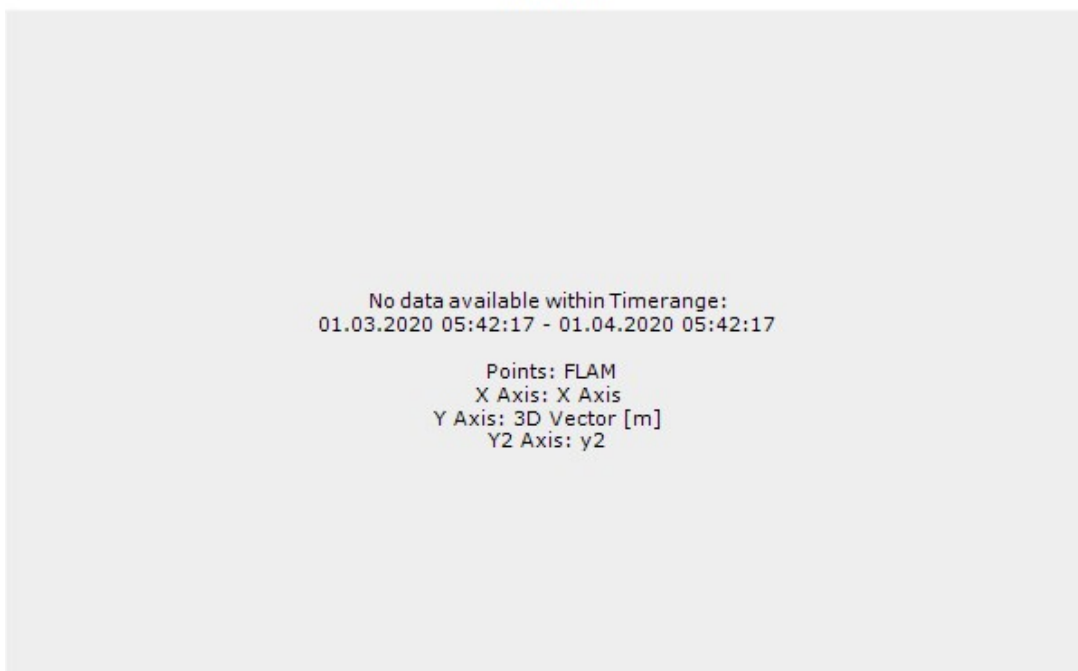 No data available within Timerange:
01.03.2020 05:42:17 - 01.04.2020 05:42:17
Points: FLAM
X Axis: X Axis
Y Axis: 3D Vector [m]
Y2 Axis: y2